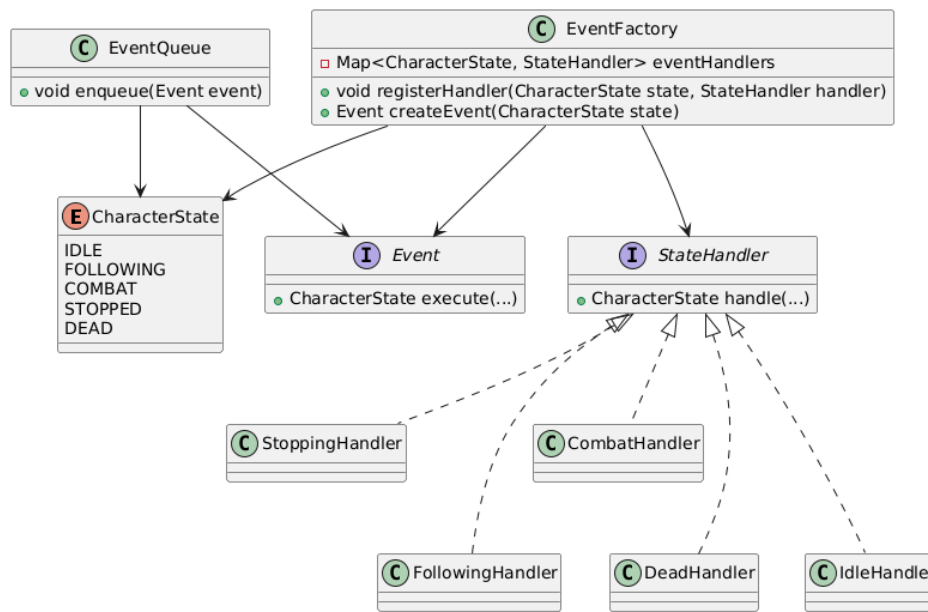 C EventQueue
void enqueue(Event event)
C EventFactory
Map<CharacterState, StateHandler> eventHandlers
void registerHandler(CharacterState state, StateHandler handler)
Event createEvent(CharacterState state)
E CharacterState
IDLE
FOLLOWING
COMBAT
STOPPED
DEAD
I Event
CharacterState execute(...)
I StateHandler
CharacterState handle(...)
C StoppingHandler
C CombatHandler
C FollowingHandler
C DeadHandler
C IdleHandle